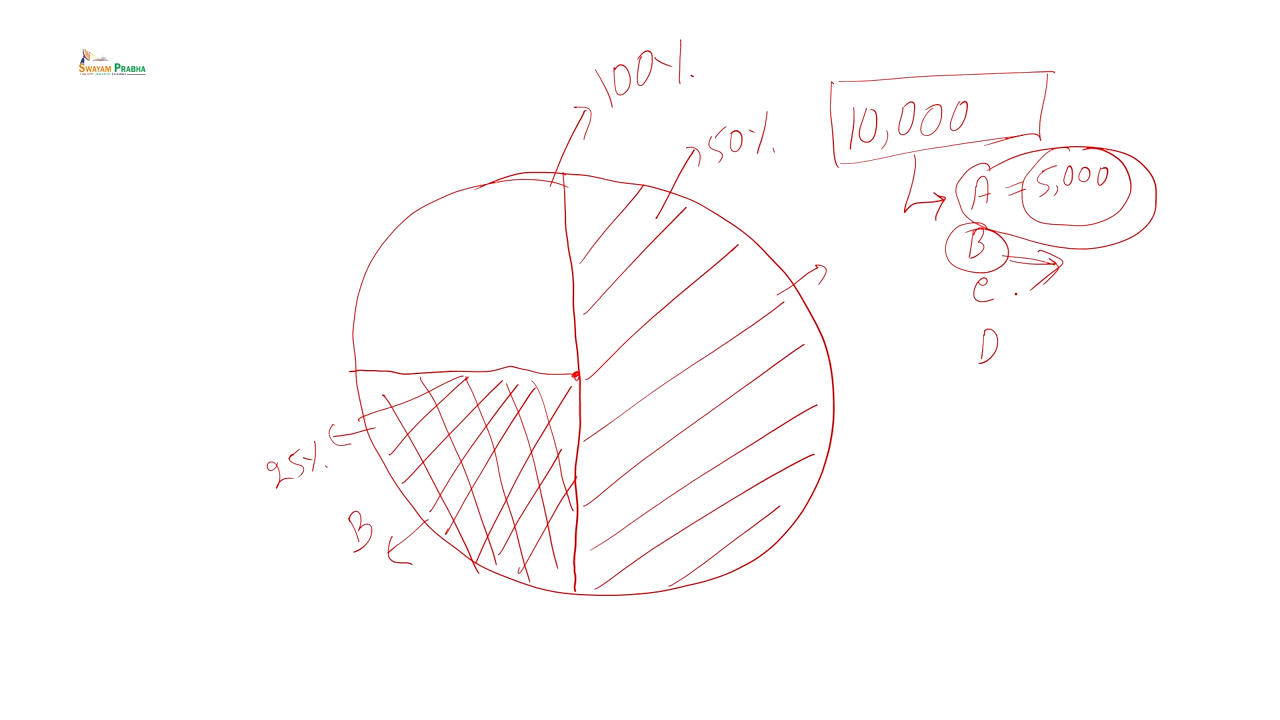 SWAYAM PRABHA
100%.
50%.
10,000
A = 5,000
B
C .
D
25%.
B